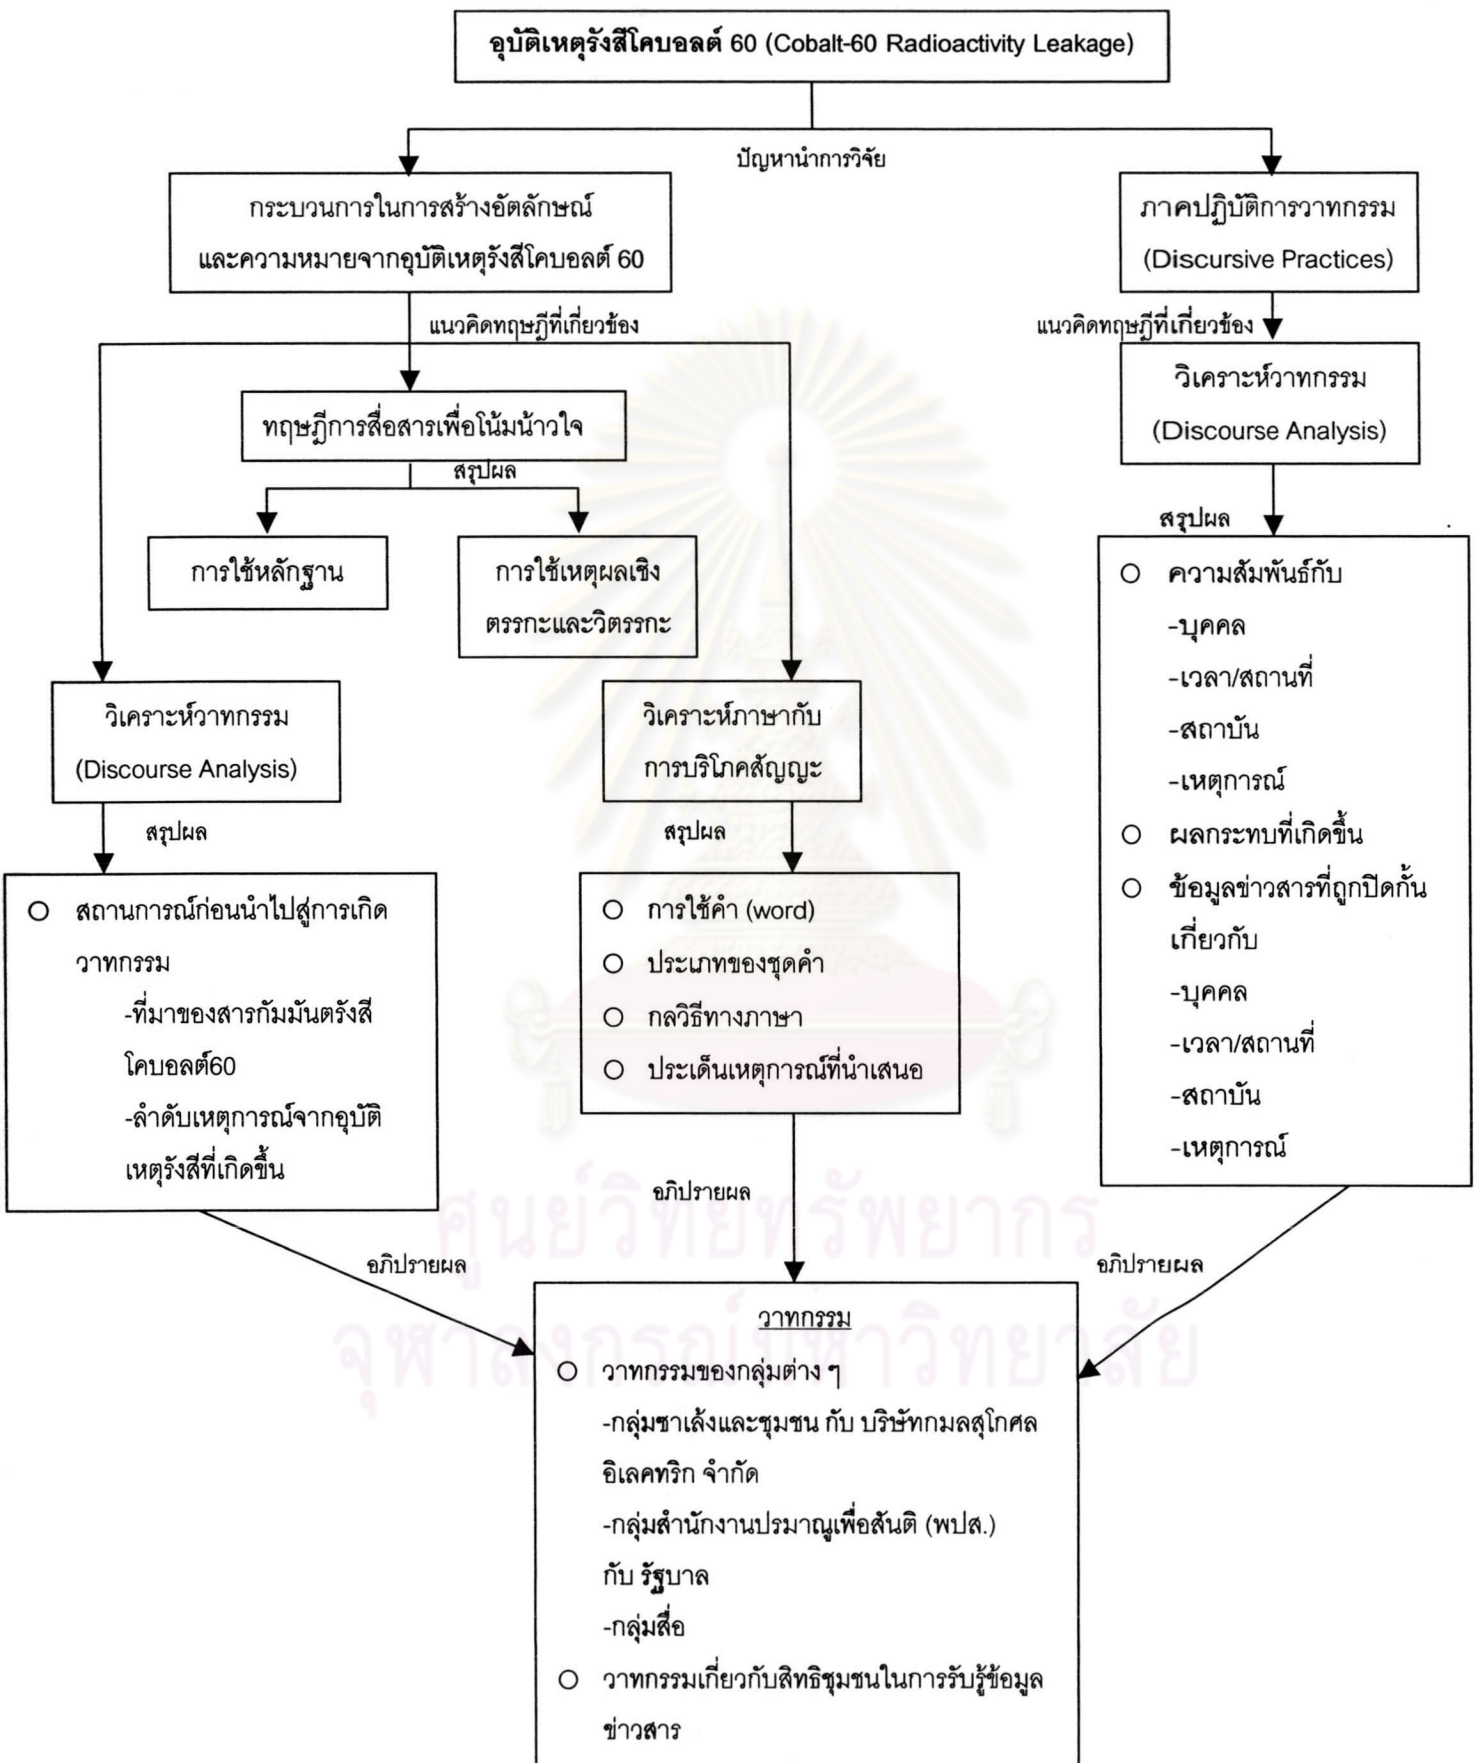 อุบัติเหตุรังสีโคบอลต์ 60 (Cobalt-60 Radioactivity Leakage)
ปัญหานำการวิจัย
กระบวนการในการสร้างอัตลักษณ์
และความหมายจากอุบัติเหตุรังสีโคบอลต์ 60
ภาคปฏิบัติการวาทกรรม
(Discursive Practices)
แนวคิดทฤษฎีที่เกี่ยวข้อง
แนวคิดทฤษฎีที่เกี่ยวข้อง
ทฤษฎีการสื่อสารเพื่อโน้มน้าวใจ
วิเคราะห์วาทกรรม
(Discourse Analysis)
สรุปผล
การใช้หลักฐาน
การใช้เหตุผลเชิง
ตรรกะและวิตรรกะ
วิเคราะห์วาทกรรม
(Discourse Analysis)
วิเคราะห์ภาษากับ
การบริโภคสัญญะ
สรุปผล
สรุปผล
สรุปผล
○ สถานการณ์ก่อนนำไปสู่การเกิด
วาทกรรม
-ที่มาของสารกัมมันตรังสี
โคบอลต์60
-ลำดับเหตุการณ์จากอุบัติ
เหตุรังสีที่เกิดขึ้น
○ การใช้คำ (word)
○ ประเภทของชุดคำ
○ กลวิธีทางภาษา
○ ประเด็นเหตุการณ์ที่นำเสนอ
○ ความสัมพันธ์กับ
-บุคคล
-เวลา/สถานที่
-สถาบัน
-เหตุการณ์
○ ผลกระทบที่เกิดขึ้น
○ ข้อมูลข่าวสารที่ถูกปิดกั้น
เกี่ยวกับ
-บุคคล
-เวลา/สถานที่
-สถาบัน
-เหตุการณ์
อภิปรายผล
อภิปรายผล
อภิปรายผล
วาทกรรม
○ วาทกรรมของกลุ่มต่าง ๆ
-กลุ่มซาเล้งและชุมชน กับ บริษัทกมลสุโกศล
อิเลคทริก จำกัด
-กลุ่มสำนักงานปรมาณูเพื่อสันติ (พปส.)
กับ รัฐบาล
-กลุ่มสื่อ
○ วาทกรรมเกี่ยวกับสิทธิชุมชนในการรับรู้ข้อมูล
ข่าวสาร
ศูนย์วิทยทรัพยากร
จุฬาลงกรณ์มหาวิทยาลัย